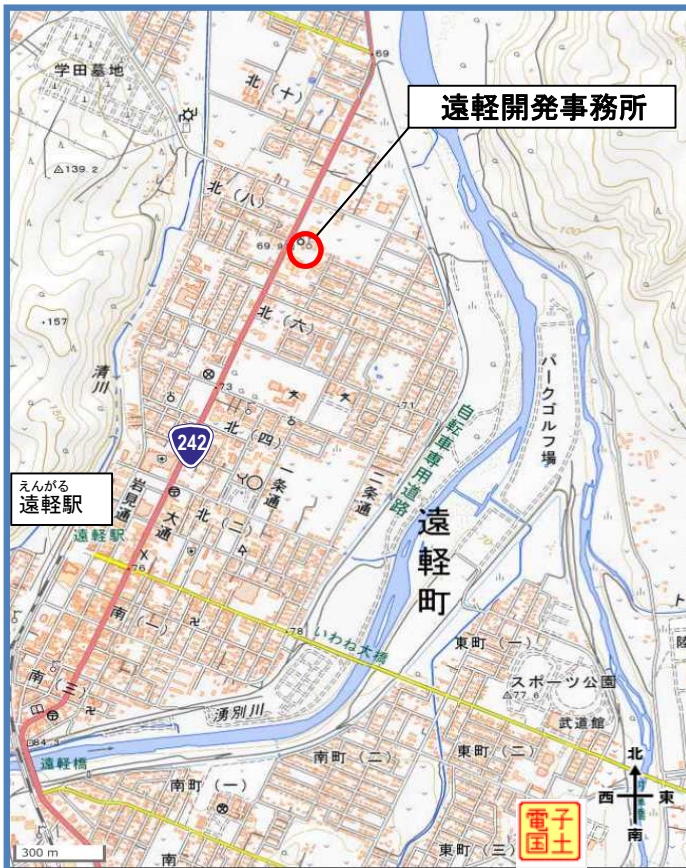 学田墓地
69
北(十)
遠軽開発事務所
139.2
北(八)
69.9
157
北(六)
清川
73
71
パークゴルフ場
自転車専用道路
242
北(四)
一条通
二条通
えんがる
遠軽駅
岩見通
大通
北(二)
遠軽町
70
遠軽駅
76
南(一)
78
いわね大橋
東町(一)
ト
陸
スポーツ公園
77.6
武道館
南(三)
湧別川
84.3
遠軽橋
南町(二)
東町(二)
北
西
東
南
南町(一)
電子
国土
東町(三)
南
300 m